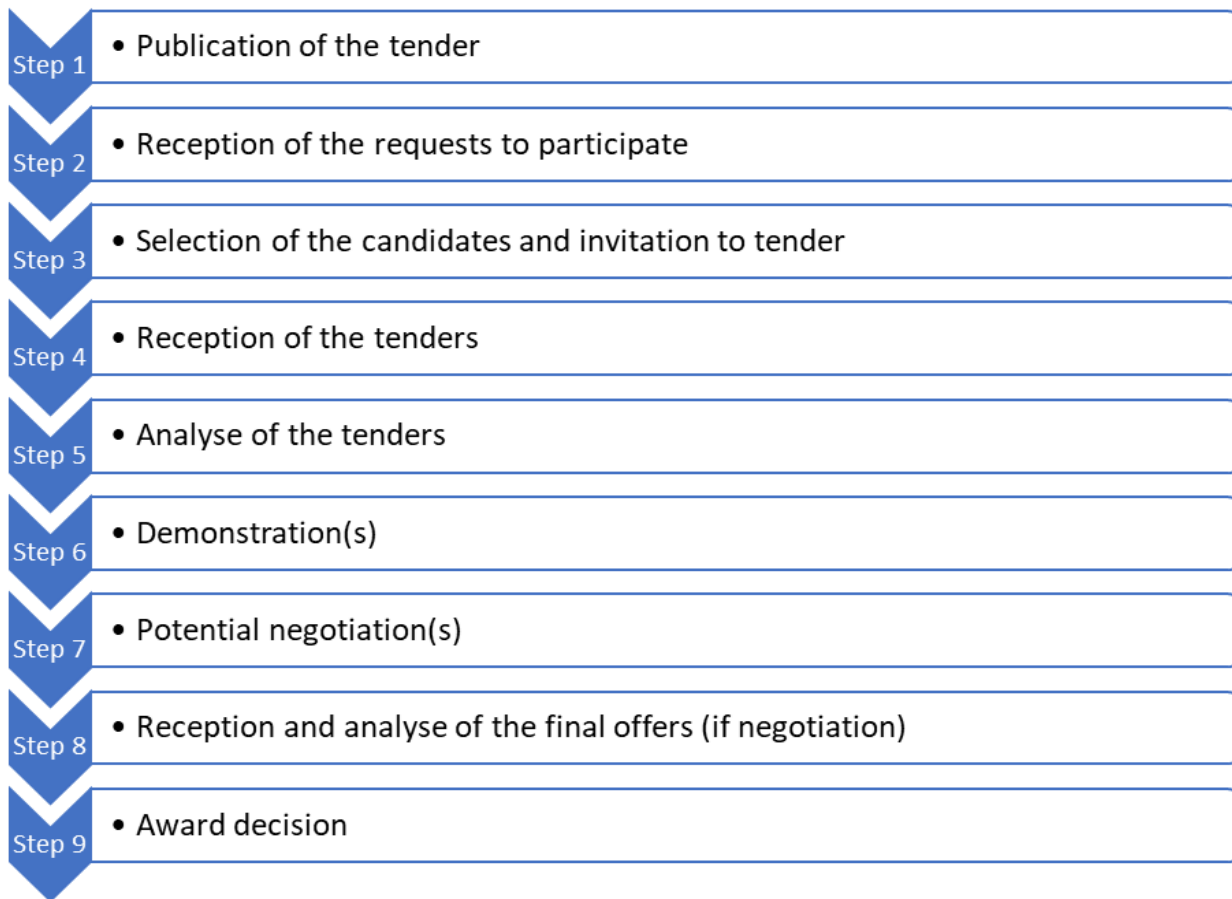 Step 1
• Publication of the tender
Step 2
• Reception of the requests to participate
Step 3
• Selection of the candidates and invitation to tender
Step 4
• Reception of the tenders
Step 5
• Analyse of the tenders
Step 6
• Demonstration(s)
Step 7
• Potential negotiation(s)
Step 8
• Reception and analyse of the final offers (if negotiation)
Step 9
• Award decision